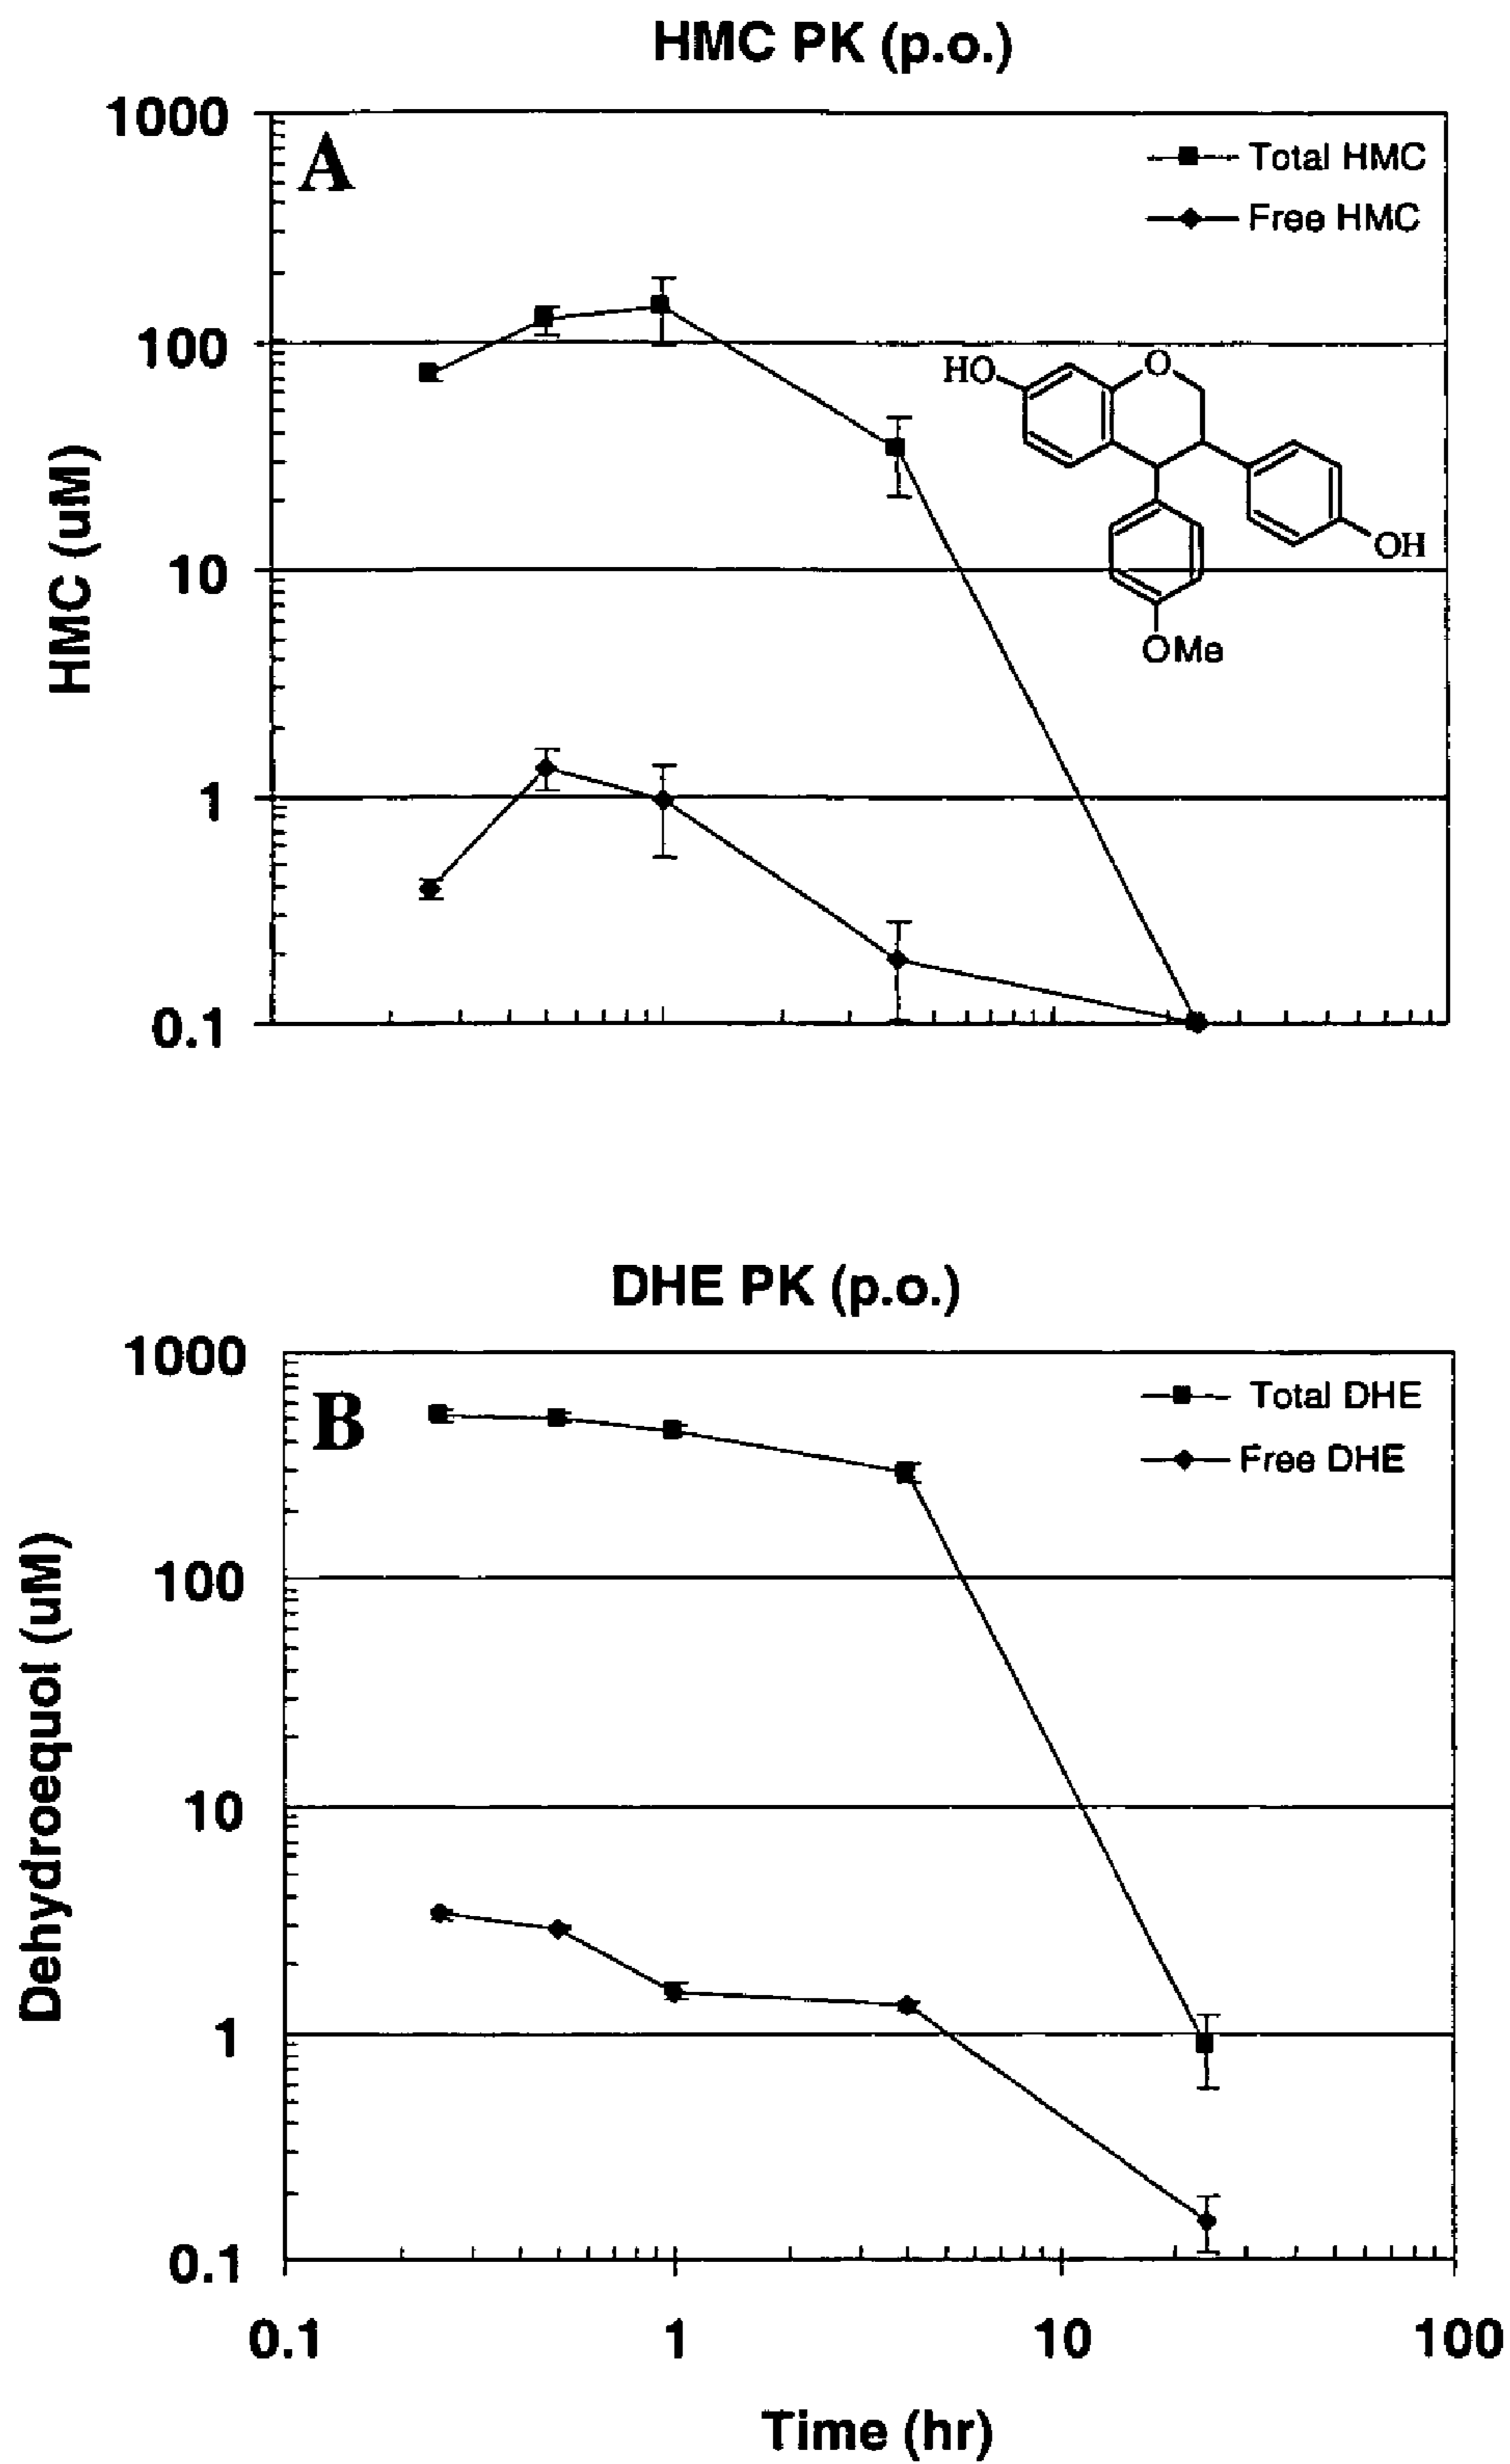 HMC PK (p.o.)
1000
A
Total HMC
Free HMC
100
HO
O
OH
OMe
10
1
0.1
HMC (uM)
DHE PK (p.o.)
1000
B
Total DHE
Free DHE
100
10
1
0.1
Dehydroequol (uM)
0.1 1 10 100
Time (hr)